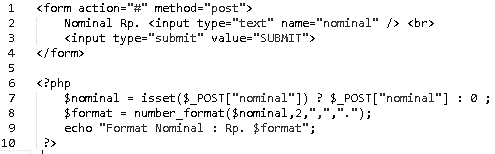 1 <form action="#" method="post">
2 Nominal Rp. <input type="text" name="nominal" /> <br>
3 <input type="submit" value="SUBMIT">
4 </form>
5
6 <?php
7 $nominal = isset($_POST["nominal"]) ? $_POST["nominal"] : 0 ;
8 $format = number_format($nominal,2,",",".");
9 echo "Format Nominal : Rp. $format";
10 ?>